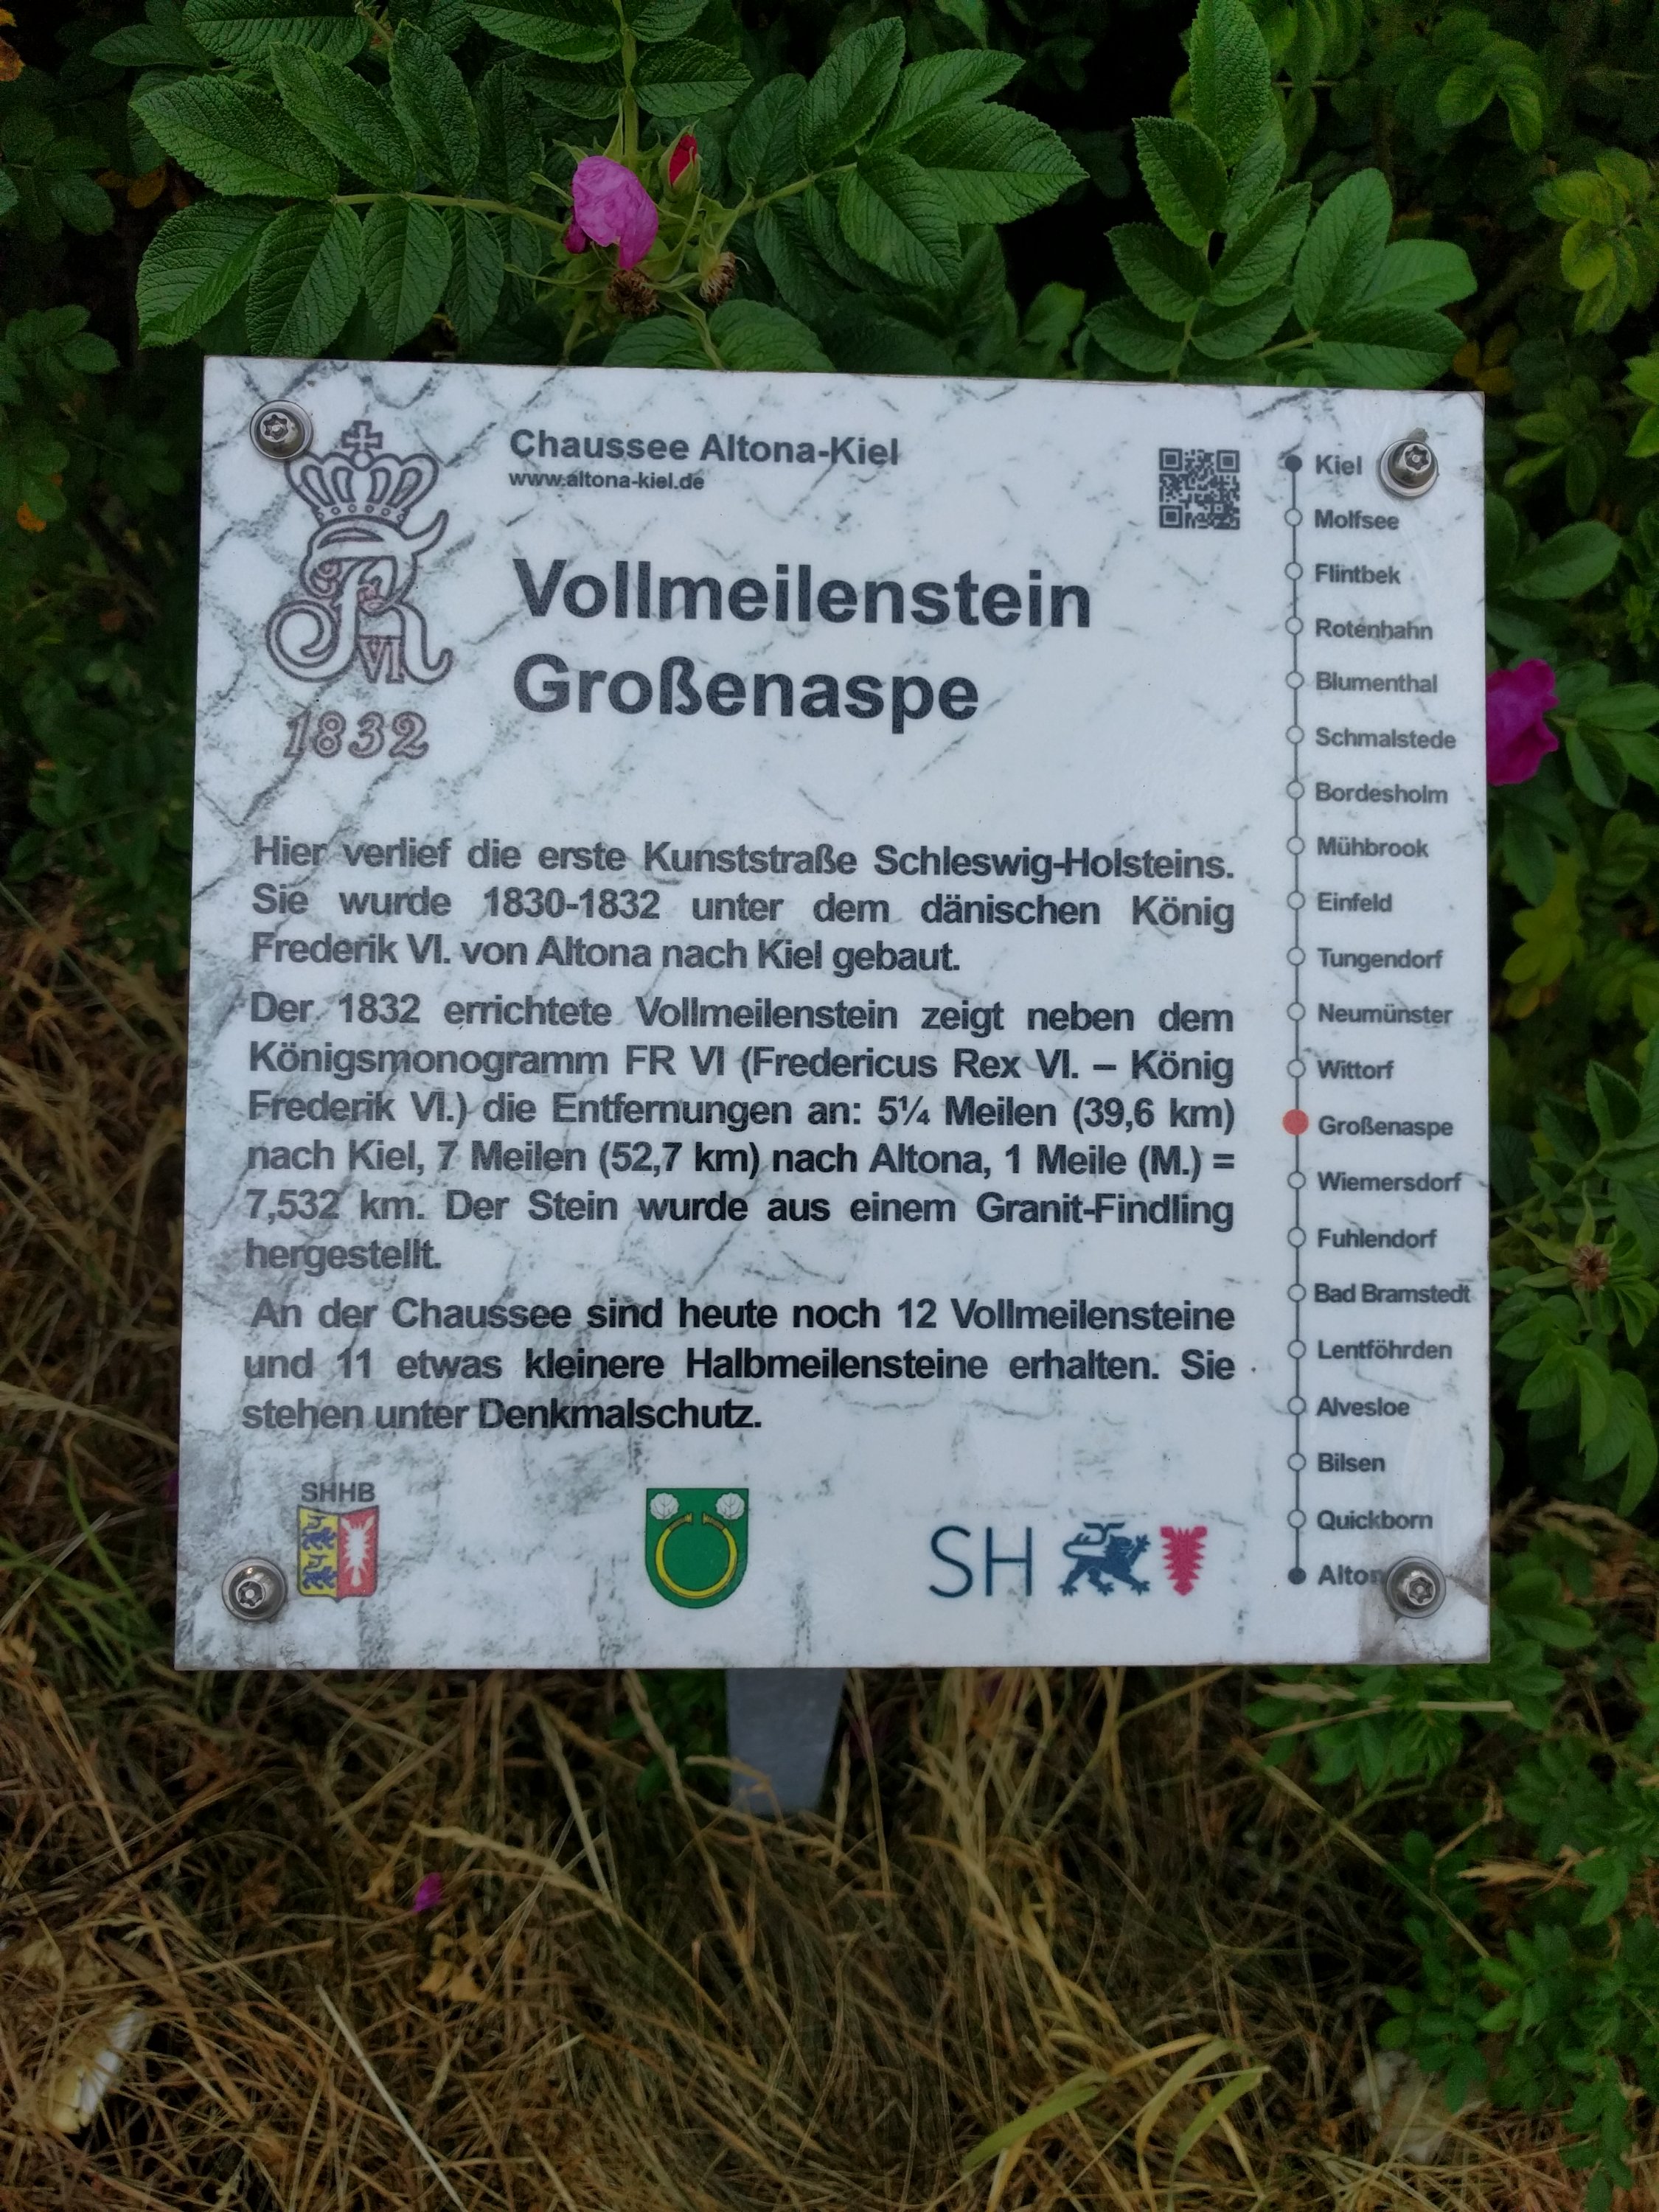 Chaussee Altona-Kiel
www.altona-kiel.de
FR
VI
1832
Vollmeilenstein
Großenaspe
Hier verlief die erste Kunststraße Schleswig-Holsteins.
Sie wurde 1830-1832 unter dem dänischen König
Frederik VI. von Altona nach Kiel gebaut.
Der 1832 errichtete Vollmeilenstein zeigt neben dem
Königsmonogramm FR VI (Fredericus Rex VI. – König
Frederik VI.) die Entfernungen an: 5¼ Meilen (39,6 km)
nach Kiel, 7 Meilen (52,7 km) nach Altona, 1 Meile (M.) =
7,532 km. Der Stein wurde aus einem Granit-Findling
hergestellt.
An der Chaussee sind heute noch 12 Vollmeilensteine
und 11 etwas kleinere Halbmeilensteine erhalten. Sie
stehen unter Denkmalschutz.
SHHB
SH
Kiel
Molfsee
Flintbek
Rotenhahn
Blumenthal
Schmalstede
Bordesholm
Mühbrook
Einfeld
Tungendorf
Neumünster
Wittorf
Großenaspe
Wiemersdorf
Fuhlendorf
Bad Bramstedt
Lentföhrden
Alvesloe
Bilsen
Quickborn
Alton